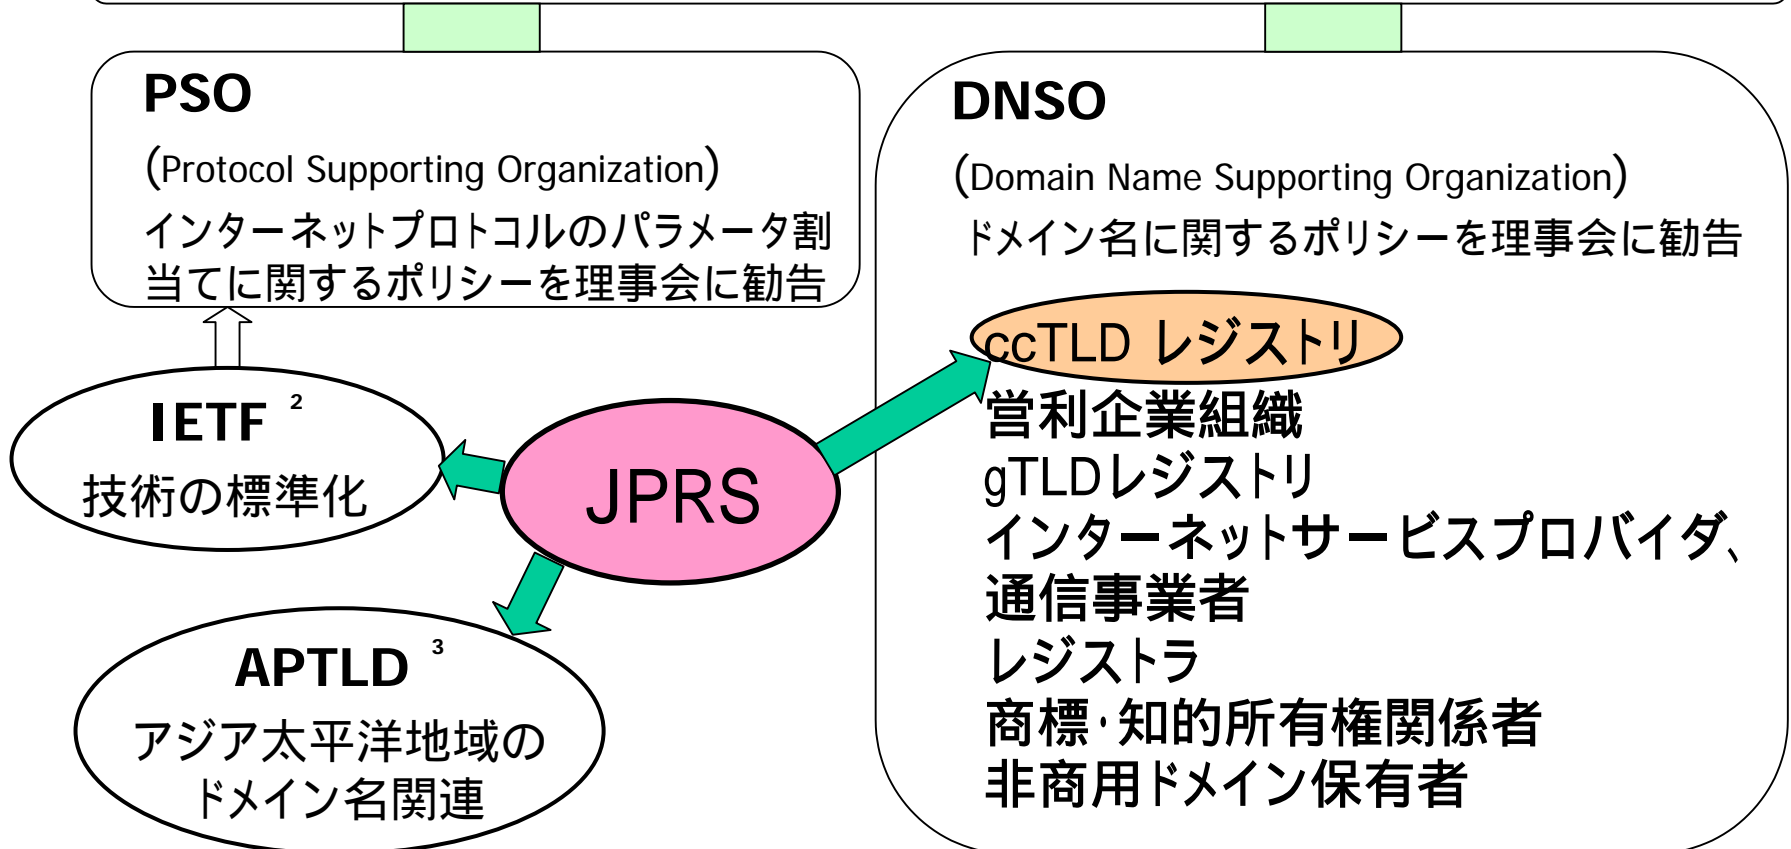 PSO
(Protocol Supporting Organization)
インターネットプロトコルのパラメータ割
当てに関するポリシーを理事会に勧告
IETF ²
技術の標準化
JPRS
APTLD ³
アジア太平洋地域の
ドメイン名関連
DNSO
(Domain Name Supporting Organization)
ドメイン名に関するポリシーを理事会に勧告
ccTLD レジストリ
営利企業組織
gTLDレジストリ
インターネットサービスプロバイダ、
通信事業者
レジストラ
商標・知的所有権関係者
非商用ドメイン保有者